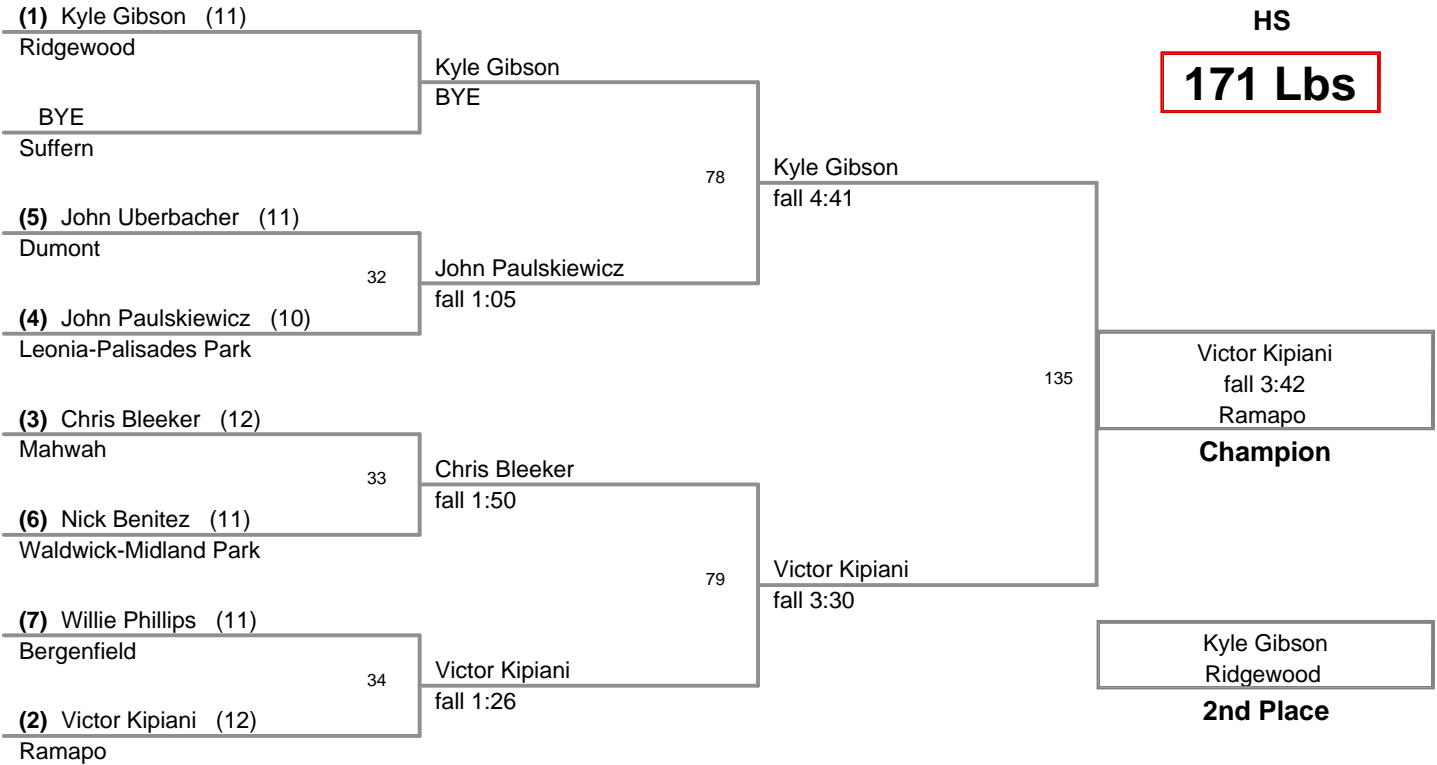 (1) Kyle Gibson (11)
Ridgewood
BYE
Suffern
(5) John Uberbacher (11)
Dumont
32
(4) John Paulskiewicz (10)
Leonia-Palisades Park
(3) Chris Bleeker (12)
Mahwah
33
(6) Nick Benitez (11)
Waldwick-Midland Park
(7) Willie Phillips (11)
Bergenfield
34
(2) Victor Kipiani (12)
Ramapo
Kyle Gibson
BYE
78
John Paulskiewicz
fall 1:05
Chris Bleeker
fall 1:50
79
Victor Kipiani
fall 1:26
Kyle Gibson
fall 4:41
135
Victor Kipiani
fall 3:30
HS
171 Lbs
Victor Kipiani
fall 3:42
Ramapo
Champion
Kyle Gibson
Ridgewood
2nd Place